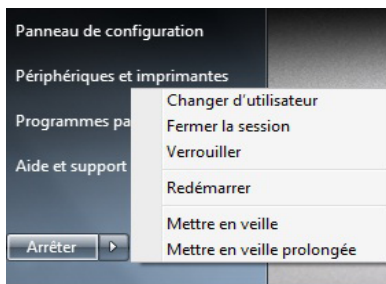 Panneau de configuration
Périphériques et imprimantes
Programmes pa
Aide et support
Changer d'utilisateur
Fermer la session
Verrouiller
Redémarrer
Mettre en veille
Mettre en veille prolongée
Arrêter